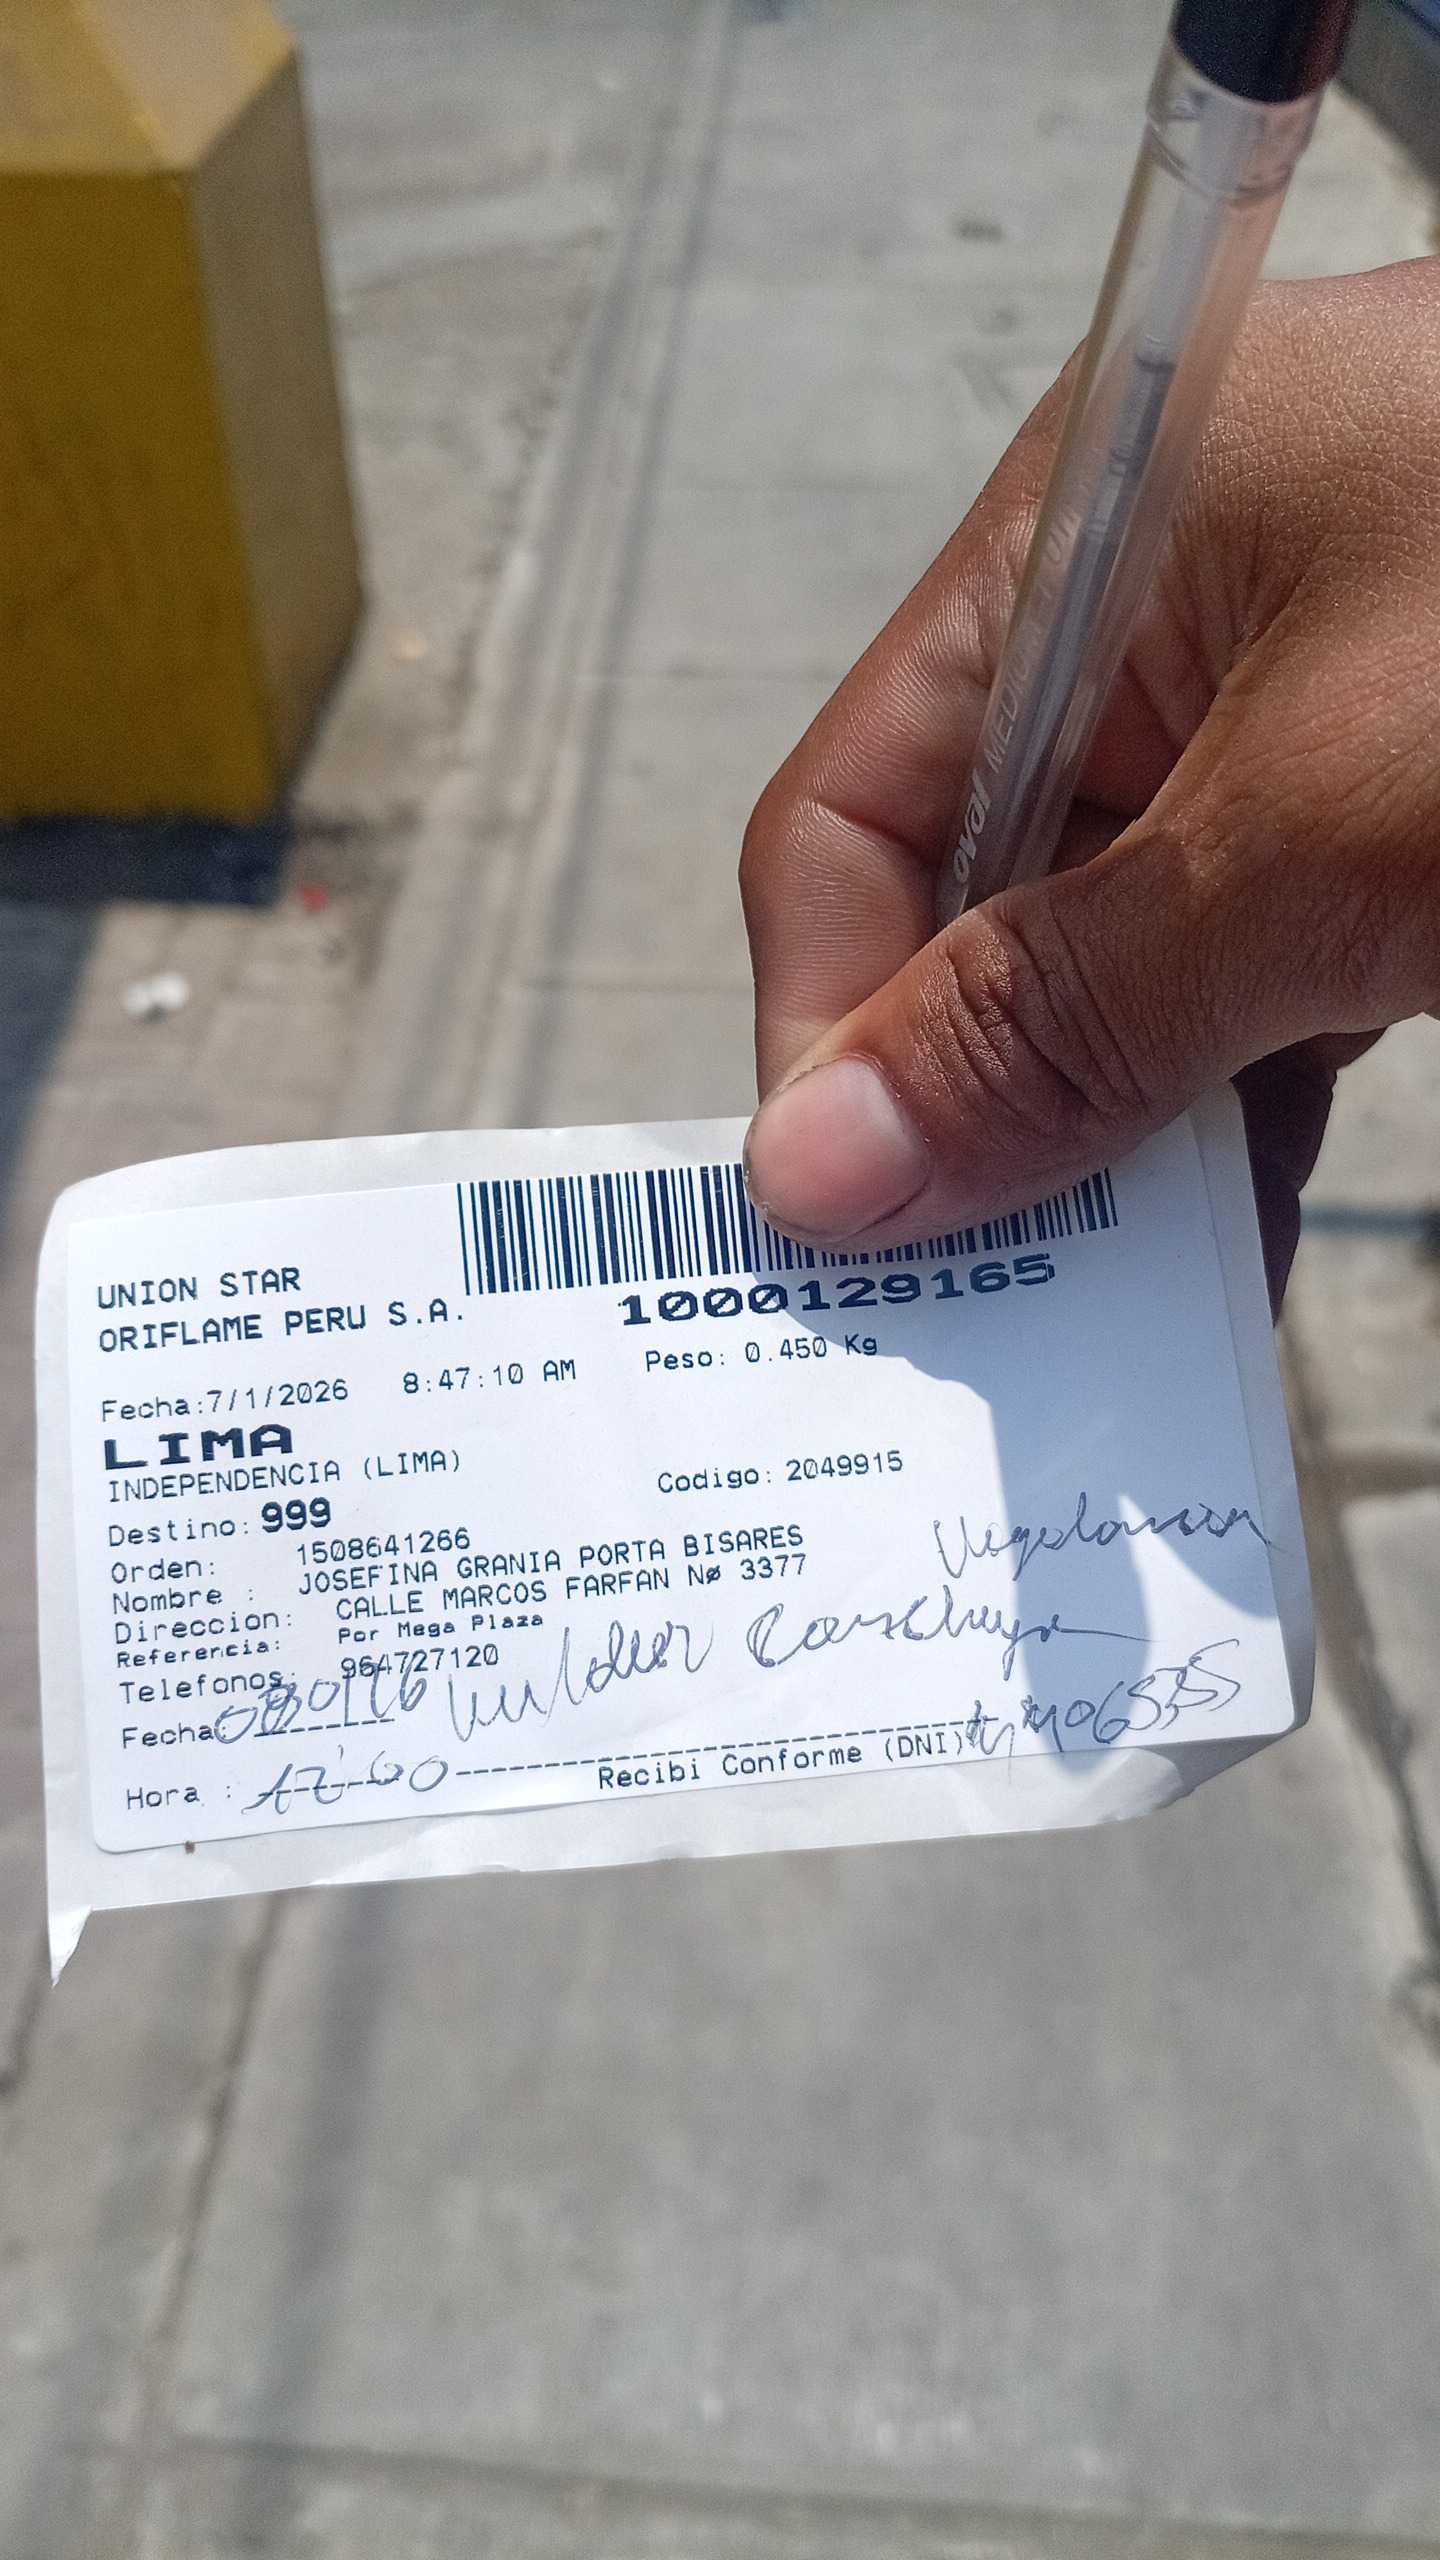 oval MEDIUM
1000129165
UNION STAR
ORIFLAME PERU S.A.
Fecha:7/1/2026 8:47:10 AM Peso: 0.450 Kg
LIMA
INDEPENDENCIA (LIMA)
Destino: 999 Codigo: 2049915
Orden: 1508641266
Nombre : JOSEFINA GRANIA PORTA BISARES
Direccion: CALLE MARCOS FARFAN Nø 3377
Referencia: Por Mega Plaza
Telefonos: 964727120
Fecha:
Hora :
Recibi Conforme (DNI)